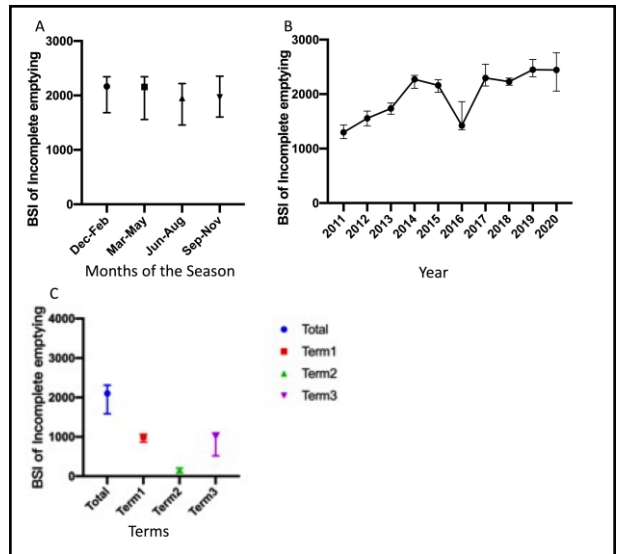 A
BSI of Incomplete emptying
3000
2000
1000
0
Dec-Feb
Mar-May
Jun-Aug
Sep-Nov
Months of the Season
B
BSI of Incomplete emptying
3000
2000
1000
0
2011
2012
2013
2014
2015
2016
2017
2018
2019
2020
Year
C
BSI of Incomplete emptying
4000
3000
2000
1000
0
Total
Term1
Term2
Term3
Terms
Total
Term1
Term2
Term3